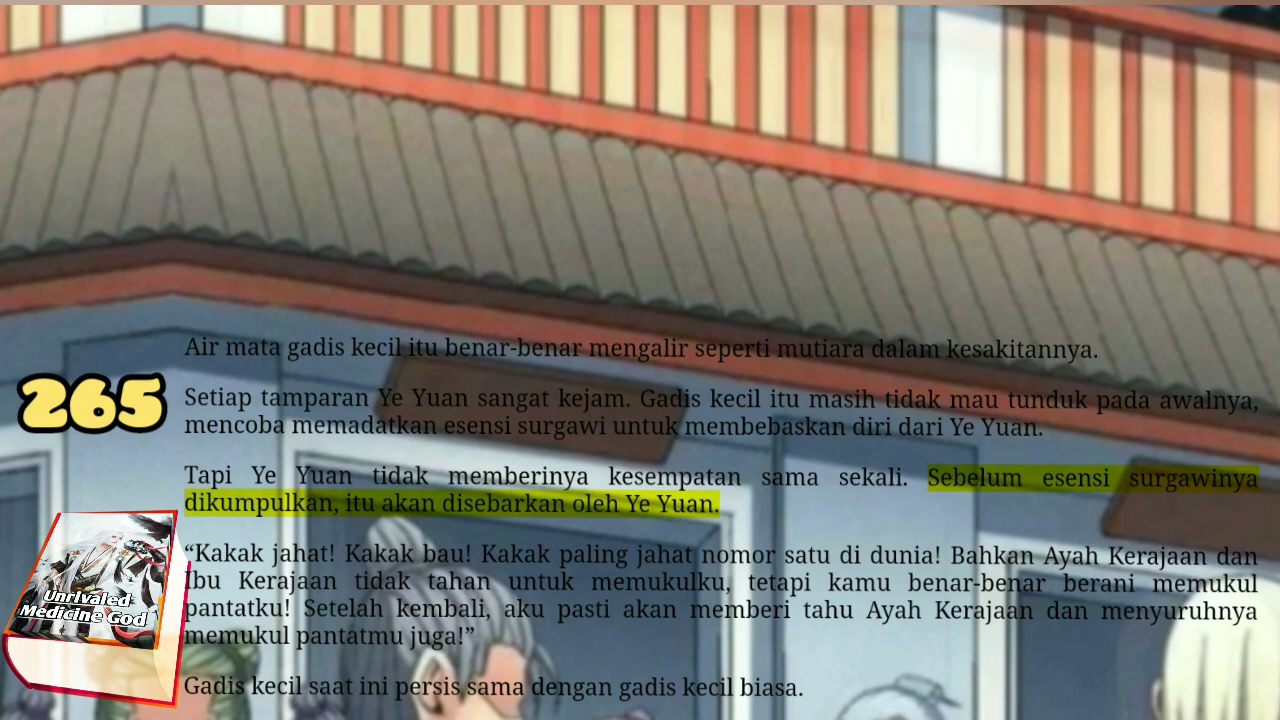 Air mata gadis kecil itu benar-benar mengalir seperti mutiara dalam kesakitannya.
265
Setiap tamparan Ye Yuan sangat kejam. Gadis kecil itu masih tidak mau tunduk pada awalnya,
mencoba memadatkan esensi surgawi untuk membebaskan diri dari Ye Yuan.
Tapi Ye Yuan tidak memberinya kesempatan sama sekali. Sebelum esensi surgawinya
dikumpulkan, itu akan disebarkan oleh Ye Yuan.
“Kakak jahat! Kakak bau! Kakak paling jahat nomor satu di dunia! Bahkan Ayah Kerajaan dan
Ibu Kerajaan tidak tahan untuk memukulku, tetapi kamu benar-benar berani memukul
pantatku! Setelah kembali, aku pasti akan memberi tahu Ayah Kerajaan dan menyuruhnya
memukul pantatmu juga!”
Gadis kecil saat ini persis sama dengan gadis kecil biasa.
Unrivaled
Medicine God